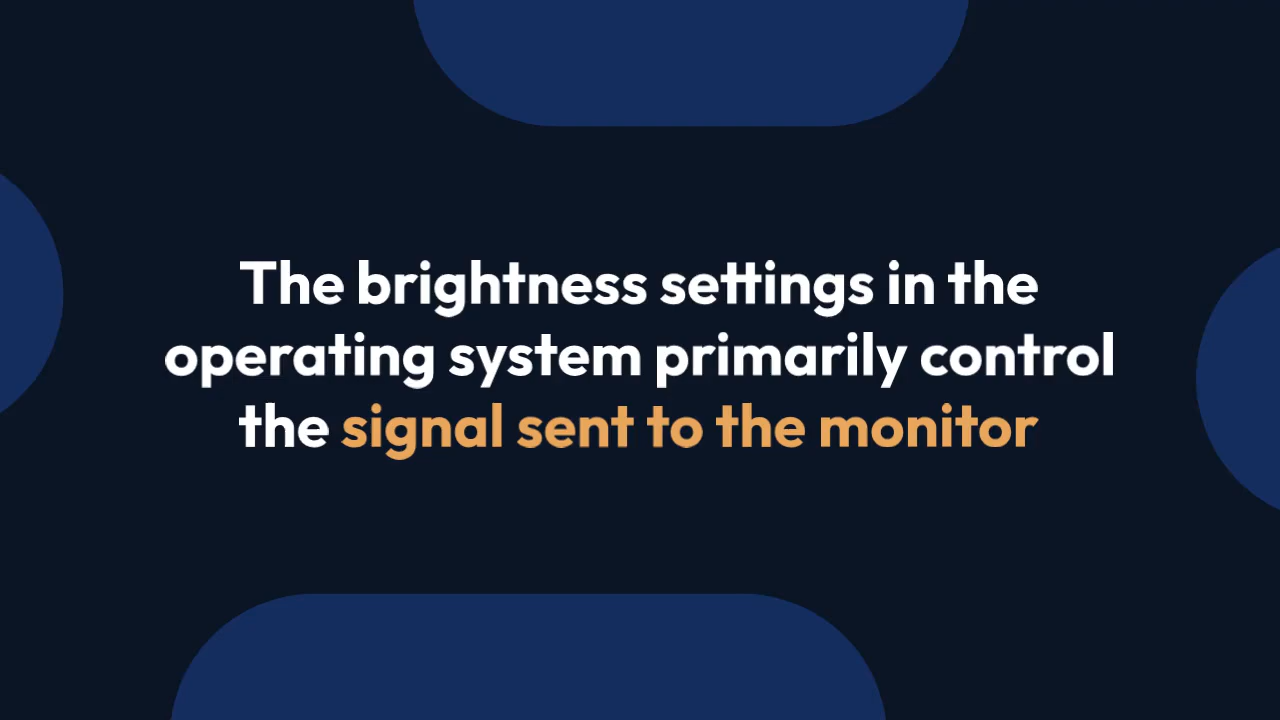 The brightness settings in the
operating system primarily control
the signal sent to the monitor